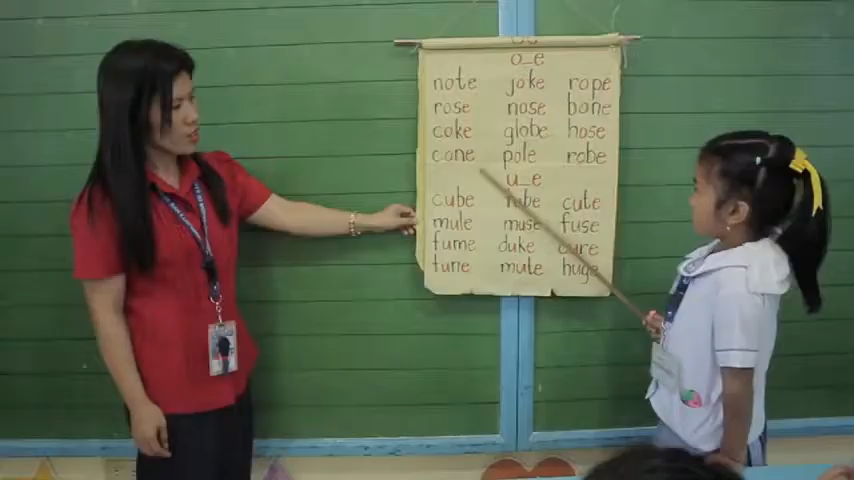 o_e
note joke rope
rose nose bone
coke globe hose
cone pole robe
u_e
cube tube cute
mule muse fuse
fume duke cure
tune mule huge